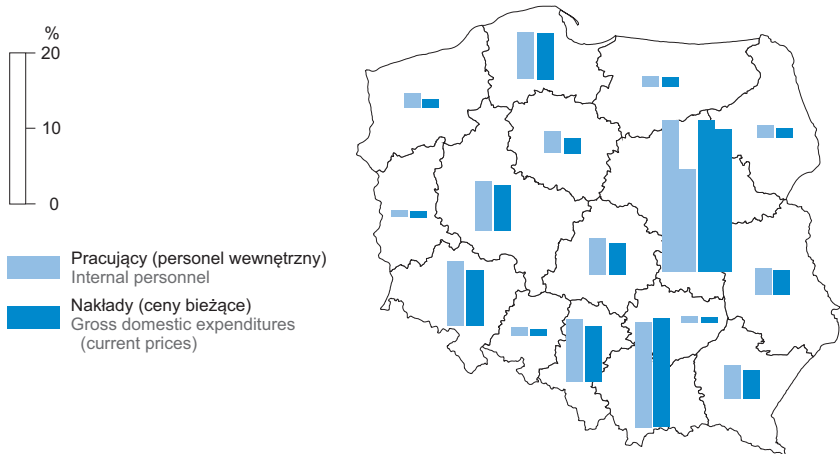 %
20
10
0
Pracujący (personel wewnętrzny)
Internal personnel
Nakłady (ceny bieżące)
Gross domestic expenditures
(current prices)